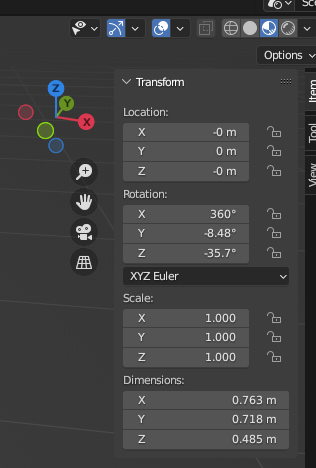 Sce
Options
Z
Y
X
Transform
Item
Location:
X -0 m
Y 0 m
Z -0 m
Tool
View
Rotation:
X 360°
Y -8.48°
Z -35.7°
XYZ Euler
Scale:
X 1.000
Y 1.000
Z 1.000
Dimensions:
X 0.763 m
Y 0.718 m
Z 0.485 m